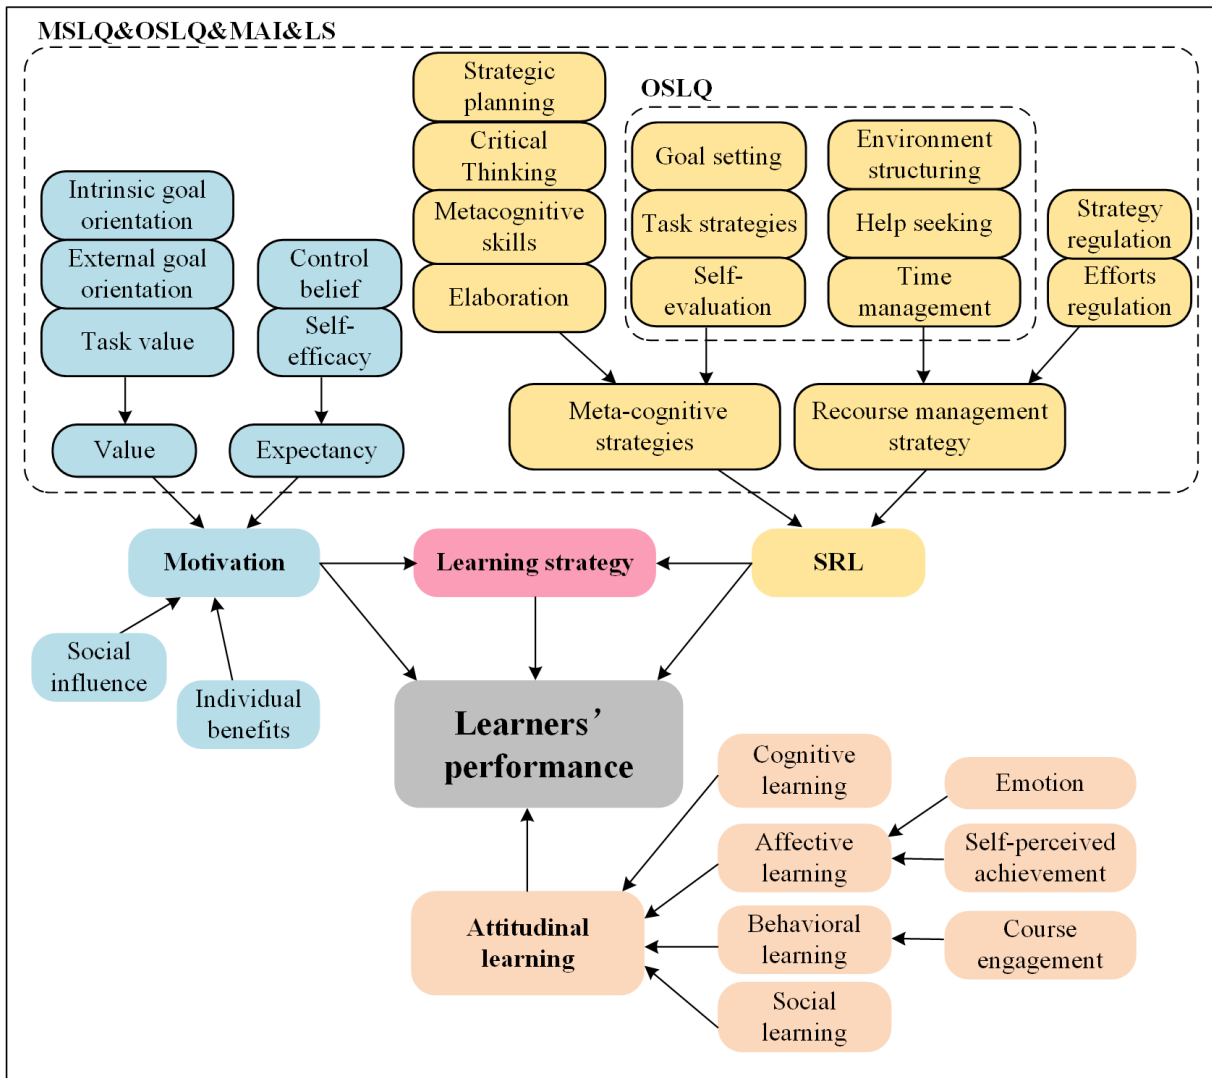 MSLQ&OSLQ&MAI&LS
Strategic
planning
Critical
Thinking
Metacognitive
skills
Elaboration
OSLQ
Goal setting
Task strategies
Self-
evaluation
Environment
structuring
Help seeking
Time
management
Strategy
regulation
Efforts
regulation
Intrinsic goal
orientation
External goal
orientation
Task value
Control
belief
Self-
efficacy
Value
Expectancy
Meta-cognitive
strategies
Recourse management
strategy
Motivation
Learning strategy
SRL
Social
influence
Individual
benefits
Learners’
performance
Cognitive
learning
Affective
learning
Behavioral
learning
Social
learning
Emotion
Self-perceived
achievement
Course
engagement
Attitudinal
learning